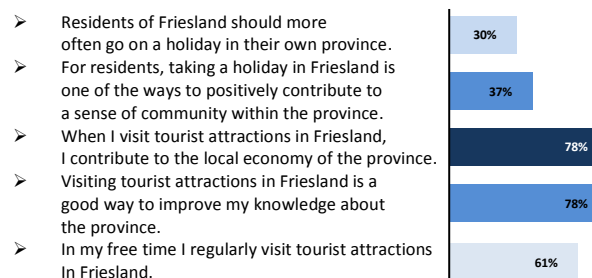 ➢ Residents of Friesland should more
often go on a holiday in their own province.
30%
➢ For residents, taking a holiday in Friesland is
one of the ways to positively contribute to
a sense of community within the province.
37%
➢ When I visit tourist attractions in Friesland,
I contribute to the local economy of the province.
78%
➢ Visiting tourist attractions in Friesland is a
good way to improve my knowledge about
the province.
78%
➢ In my free time I regularly visit tourist attractions
In Friesland.
61%